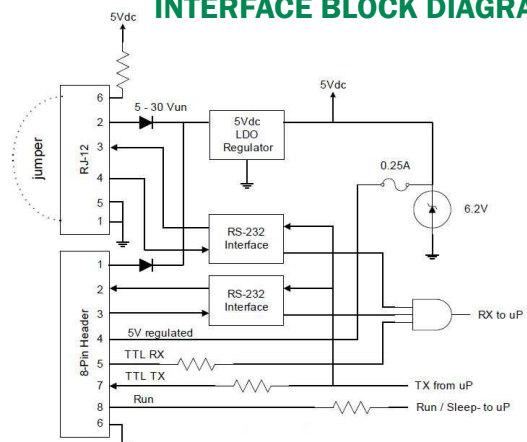 INTERFACE BLOCK DIAGRA
5Vdc
6
5 - 30 Vun
2
3
4
5
1
jumper
RJ-12
5Vdc
LDO
Regulator
5Vdc
0.25A
6.2V
RS-232
Interface
RS-232
Interface
8-Pin Header
1
2
3
4
5V regulated
5
TTL RX
7
TTL TX
8
Run
6
RX to uP
TX from uP
Run / Sleep- to uP